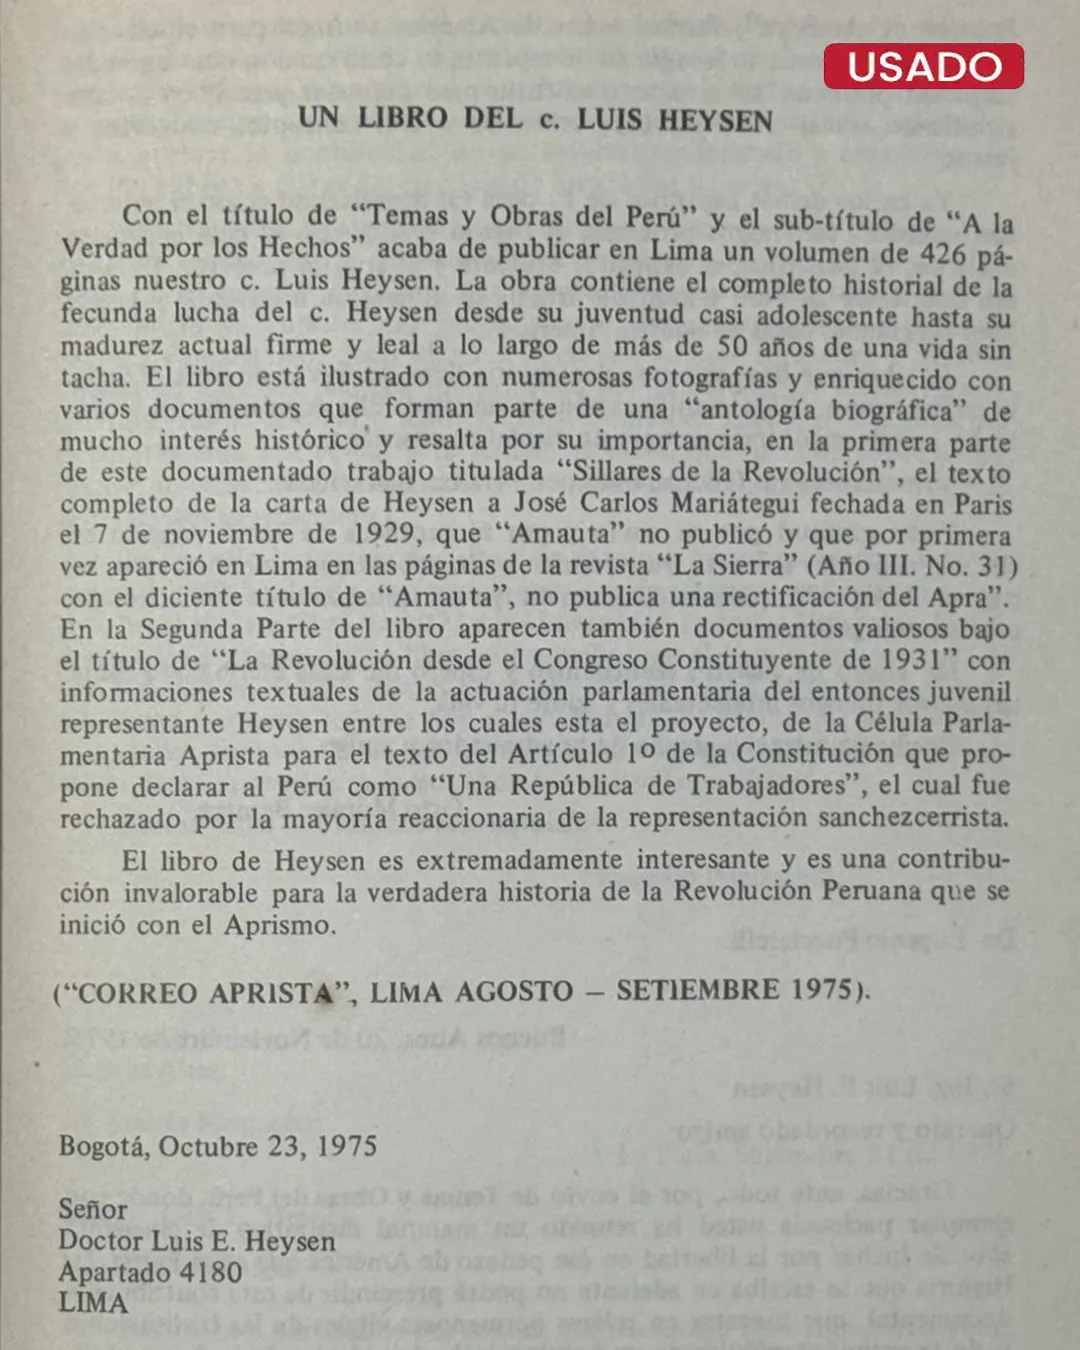 USADO
UN LIBRO DEL c. LUIS HEYSEN
Con el título de “Temas y Obras del Perú” y el sub-título de “A la
Verdad por los Hechos” acaba de publicar en Lima un volumen de 426 pá-
ginas nuestro c. Luis Heysen. La obra contiene el completo historial de la
fecunda lucha del c. Heysen desde su juventud casi adolescente hasta su
madurez actual firme y leal a lo largo de más de 50 años de una vida sin
tacha. El libro está ilustrado con numerosas fotografías y enriquecido con
varios documentos que forman parte de una “antología biográfica” de
mucho interés histórico y resalta por su importancia, en la primera parte
de este documentado trabajo titulada “Sillares de la Revolución”, el texto
completo de la carta de Heysen a José Carlos Mariátegui fechada en Paris
el 7 de noviembre de 1929, que “Amauta” no publicó y que por primera
vez apareció en Lima en las páginas de la revista “La Sierra” (Año III. No. 31)
con el diciente título de “Amauta”, no publica una rectificación del Apra”.
En la Segunda Parte del libro aparecen también documentos valiosos bajo
el título de “La Revolución desde el Congreso Constituyente de 1931” con
informaciones textuales de la actuación parlamentaria del entonces juvenil
representante Heysen entre los cuales esta el proyecto, de la Célula Parla-
mentaria Aprista para el texto del Artículo 1º de la Constitución que pro-
pone declarar al Perú como “Una República de Trabajadores”, el cual fue
rechazado por la mayoría reaccionaria de la representación sanchezcerrista.
El libro de Heysen es extremadamente interesante y es una contribu-
ción invalorable para la verdadera historia de la Revolución Peruana que se
inició con el Aprismo.
(“CORREO APRISTA”, LIMA AGOSTO – SETIEMBRE 1975).
Bogotá, Octubre 23, 1975
Señor
Doctor Luis E. Heysen
Apartado 4180
LIMA